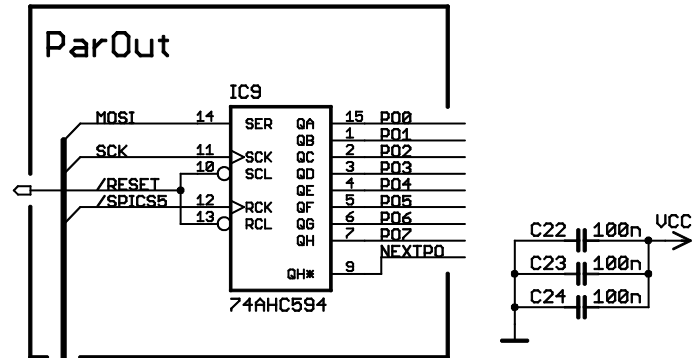 ParOut
IC9
MOSI 14 SER QA 15 PO0
QB 1 PO1
SCK 11 SCK QC 2 PO2
10 SCL QD 3 PO3
/RESET QE 4 PO4
/SPICS5 12 RCK QF 5 PO5
13 RCL QG 6 PO6
QH 7 PO7
NEXTPO
QH* 9
74AHC594
VCC
C22 100n
C23 100n
C24 100n